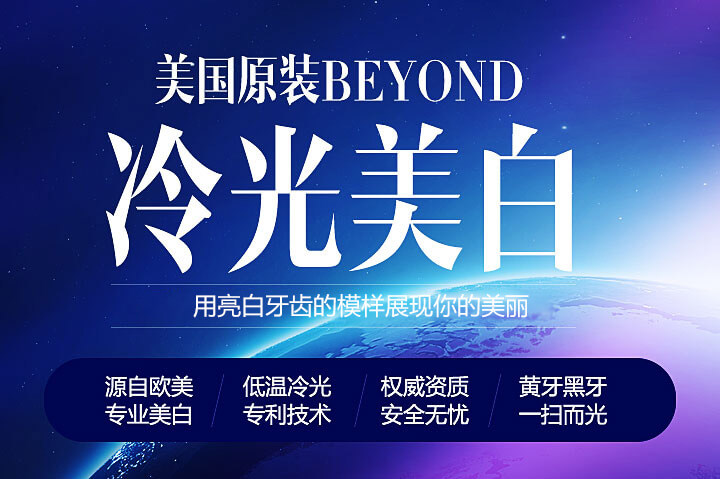 美国原装BEYOND
冷光美白
用亮白牙齿的模样展现你的美丽
源自欧美
专业美白
低温冷光
专利技术
权威资质
安全无忧
黄牙黑牙
一扫而光